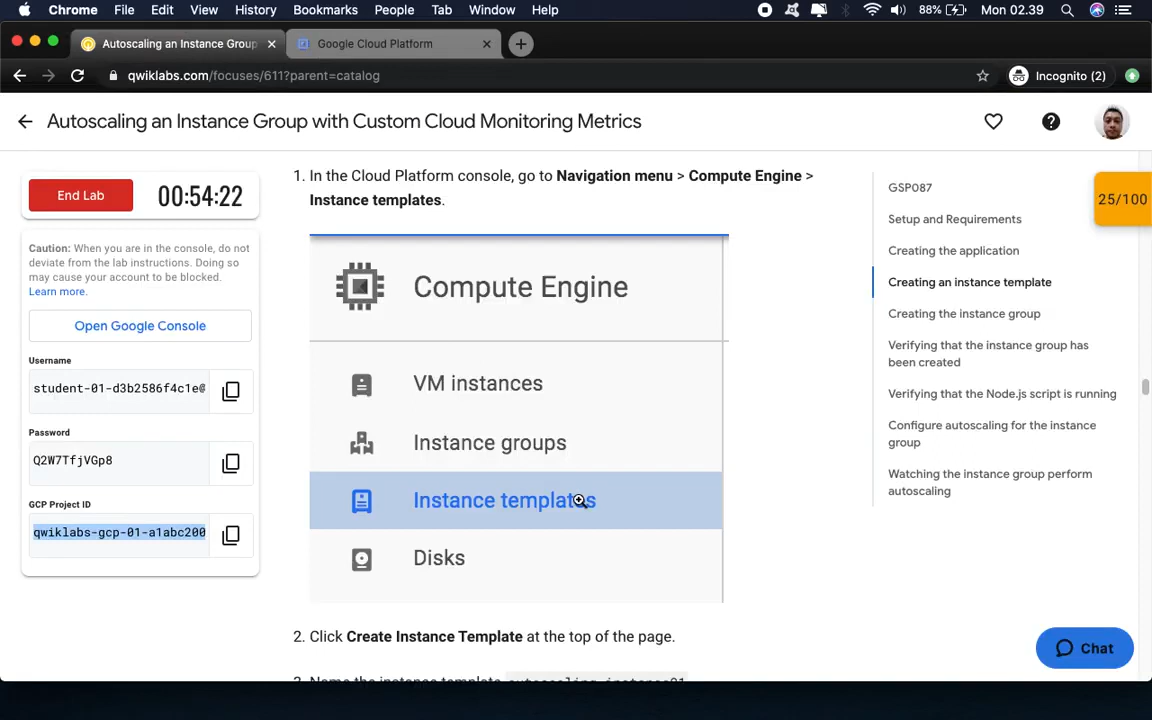 Chrome File Edit View History Bookmarks People Tab Window Help 88% Mon 02.39
Autoscaling an Instance Group Google Cloud Platform
qwiklabs.com/focuses/611?parent=catalog Incognito (2)
Autoscaling an Instance Group with Custom Cloud Monitoring Metrics
End Lab 00:54:22
Caution: When you are in the console, do not
deviate from the lab instructions. Doing so
may cause your account to be blocked.
Learn more.
Open Google Console
Username
student-01-d3b2586f4c1e@
Password
Q2W7TfjVGp8
GCP Project ID
qwiklabs-gcp-01-a1abc200
1. In the Cloud Platform console, go to Navigation menu > Compute Engine >
Instance templates.
Compute Engine
VM instances
Instance groups
Instance templates
Disks
2. Click Create Instance Template at the top of the page.
3. Name the instance template autoscaling-instance01
GSP087
Setup and Requirements
Creating the application
Creating an instance template
Creating the instance group
Verifying that the instance group has
been created
Verifying that the Node.js script is running
Configure autoscaling for the instance
group
Watching the instance group perform
autoscaling
25/100
Chat